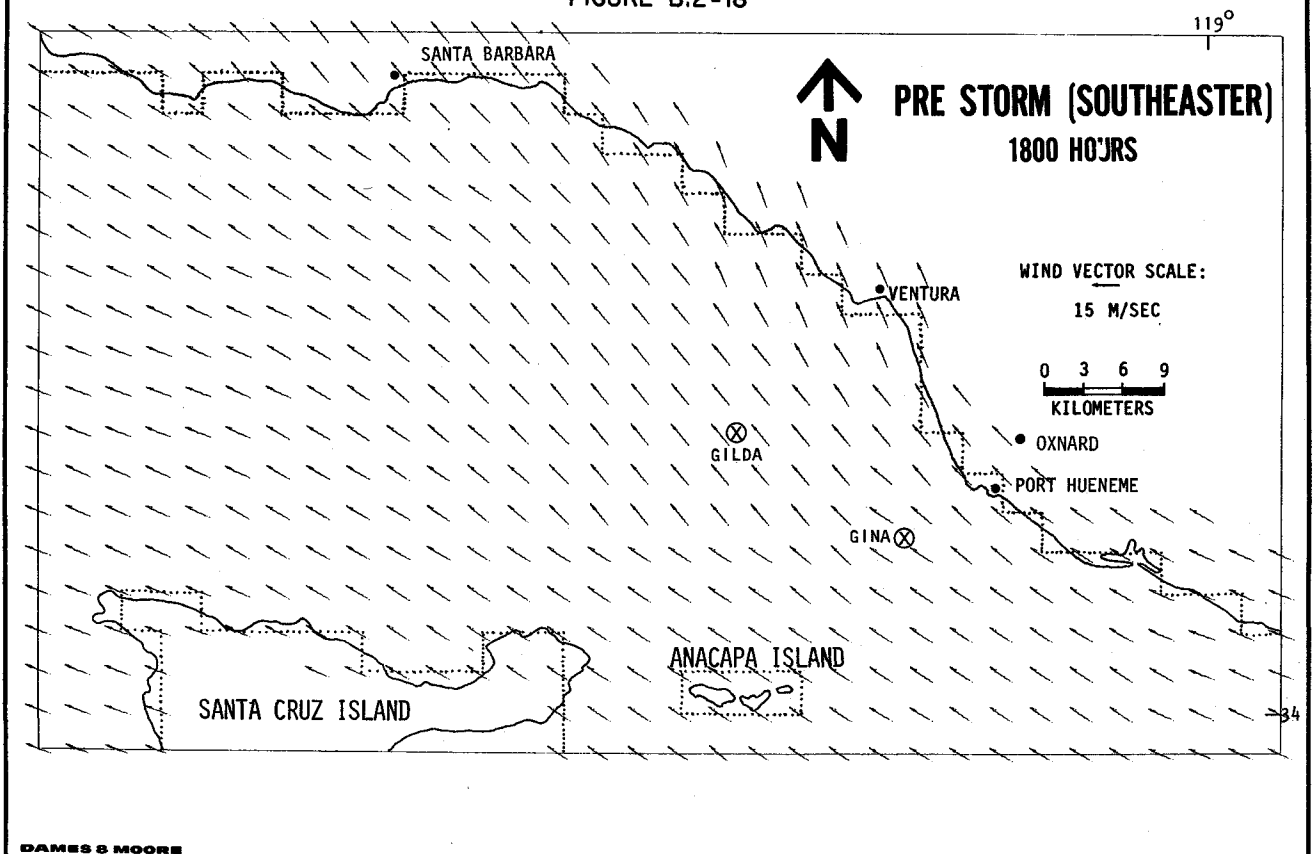 FIGURE B.2-18
119°
SANTA BARBARA
N
PRE STORM (SOUTHEASTER)
1800 HOURS
VENTURA
WIND VECTOR SCALE:
15 M/SEC
0 3 6 9
KILOMETERS
OXNARD
GILDA
PORT HUENEME
GINA
ANACAPA ISLAND
SANTA CRUZ ISLAND
34
DAMES & MOORE